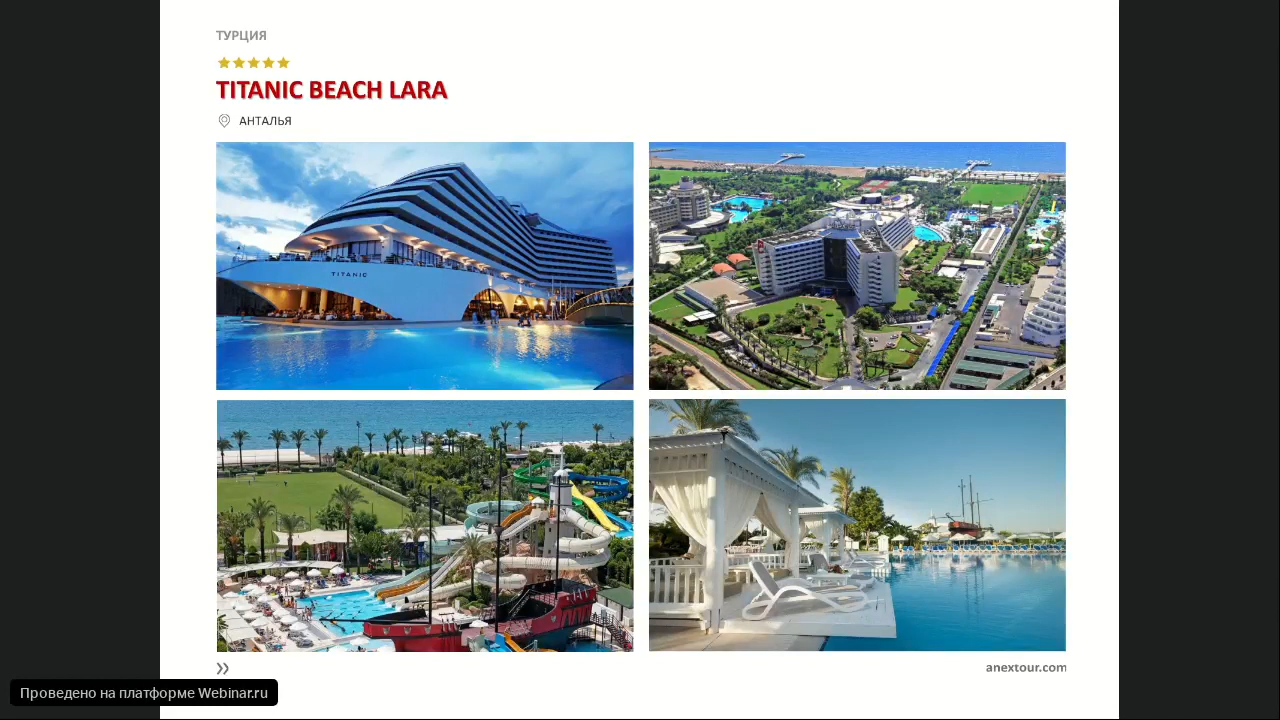 ТУРЦИЯ
TITANIC BEACH LARA
АНТАЛЬЯ
TITANIC
anextour.com
Проведено на платформе Webinar.ru